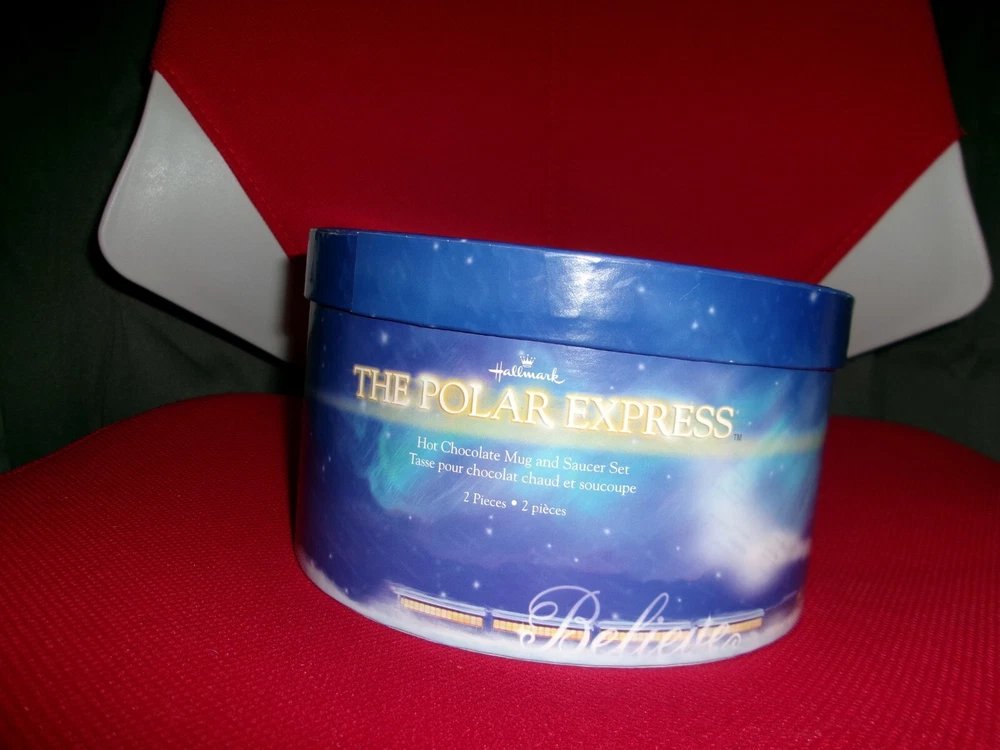 Hallmark
THE POLAR EXPRESS™
Hot Chocolate Mug and Saucer Set
Tasse pour chocolat chaud et soucoupe
2 Pieces • 2 pièces
Believe